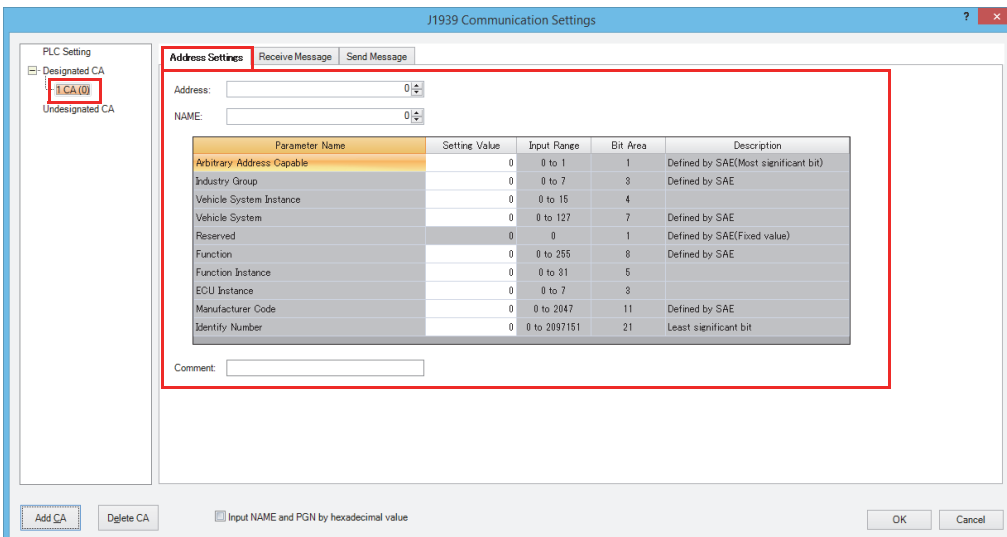 J1939 Communication Settings
PLC Setting
Designated CA
1 CA (0)
Undesignated CA
Address Settings Receive Message Send Message
Address: 0
NAME: 0
Parameter Name Setting Value Input Range Bit Area Description
Arbitrary Address Capable 0 0 to 1 1 Defined by SAE(Most significant bit)
Industry Group 0 0 to 7 3 Defined by SAE
Vehicle System Instance 0 0 to 15 4
Vehicle System 0 0 to 127 7 Defined by SAE
Reserved 0 0 1 Defined by SAE(Fixed value)
Function 0 0 to 255 8 Defined by SAE
Function Instance 0 0 to 31 5
ECU Instance 0 0 to 7 3
Manufacturer Code 0 0 to 2047 11 Defined by SAE
Identify Number 0 0 to 2097151 21 Least significant bit
Comment:
Add CA Delete CA Input NAME and PGN by hexadecimal value OK Cancel